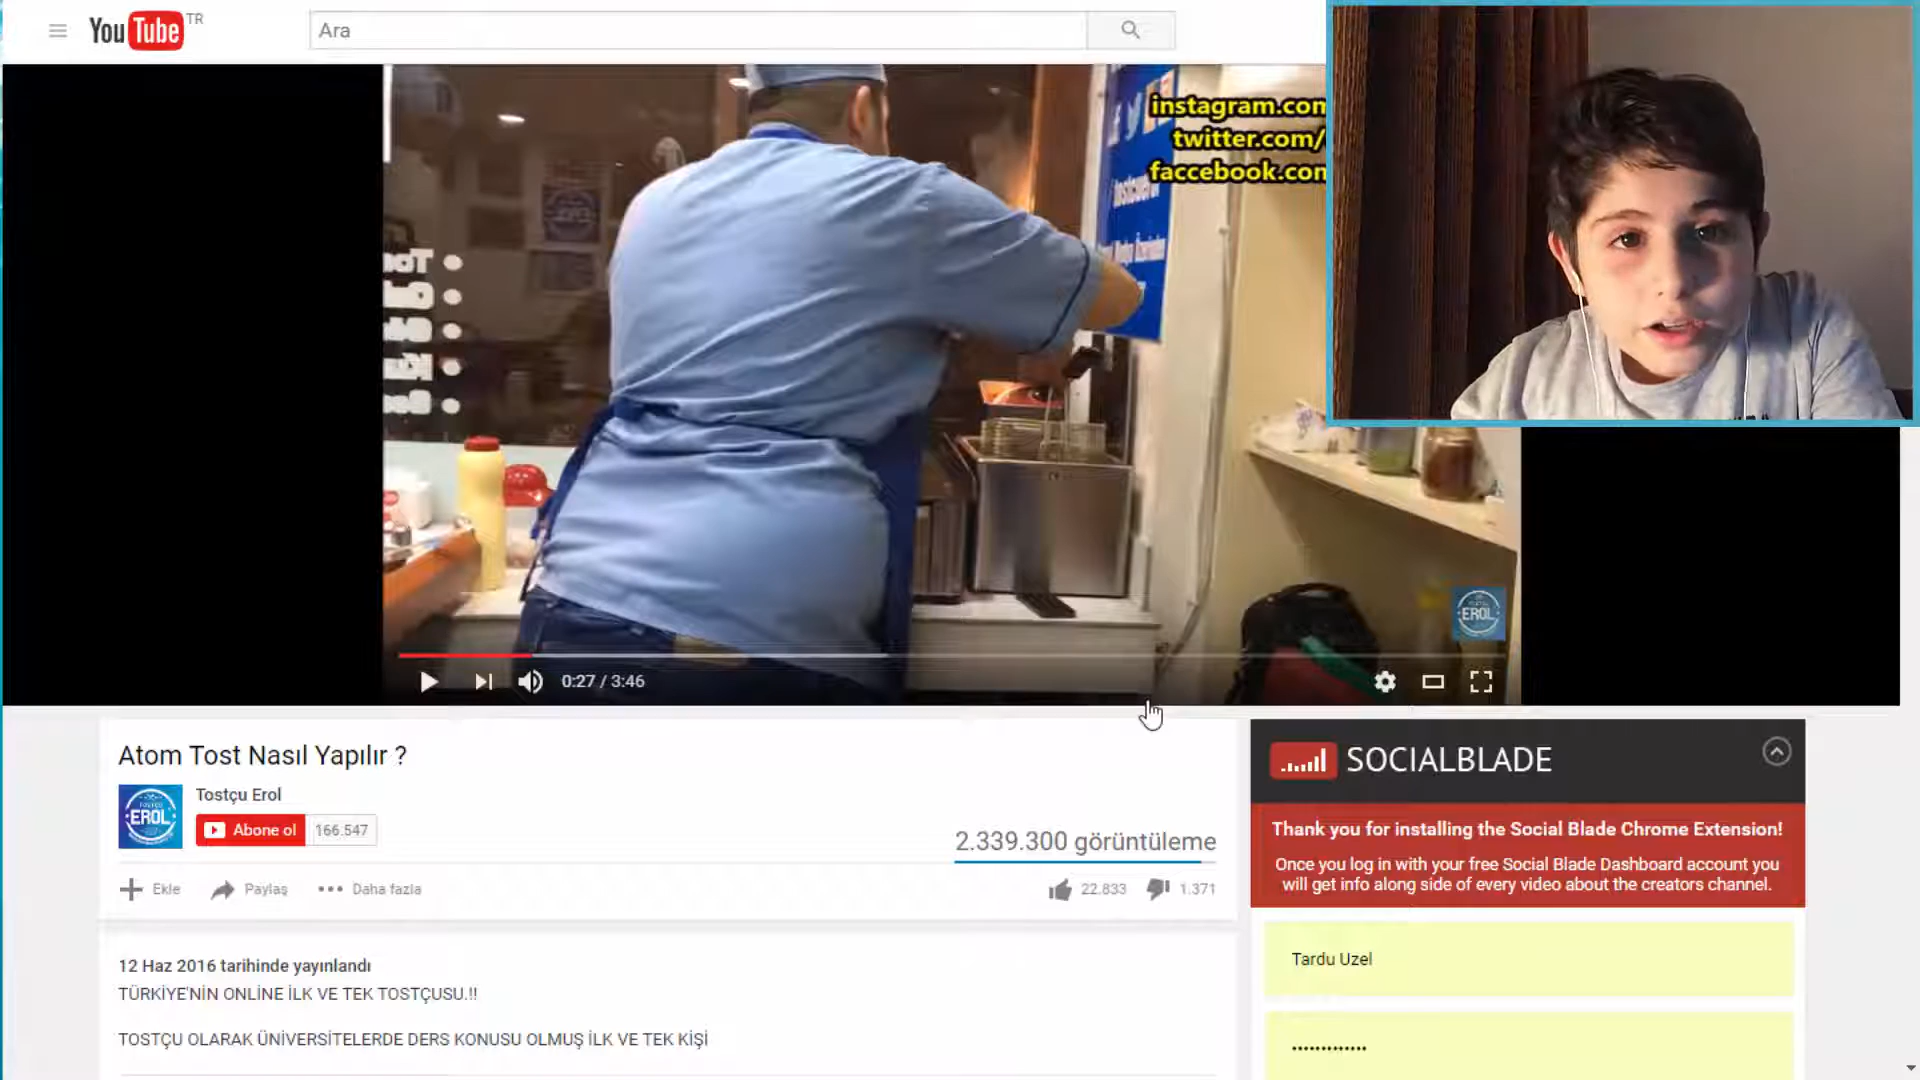 YouTube TR
Ara
instagram.com
twitter.com/
faccebook.com
EROL
0:27 / 3:46
Atom Tost Nasıl Yapılır ?
EROL
Tostçu Erol
Abone ol 166.547
2.339.300 görüntüleme
Ekle Paylaş Daha fazla
22.833 1.371
12 Haz 2016 tarihinde yayınlandı
TÜRKİYE'NİN ONLİNE İLK VE TEK TOSTÇUSU.!!
TOSTÇU OLARAK ÜNİVERSİTELERDE DERS KONUSU OLMUŞ İLK VE TEK KİŞİ
SOCIALBLADE
Thank you for installing the Social Blade Chrome Extension!
Once you log in with your free Social Blade Dashboard account you
will get info along side of every video about the creators channel.
Tardu Uzel